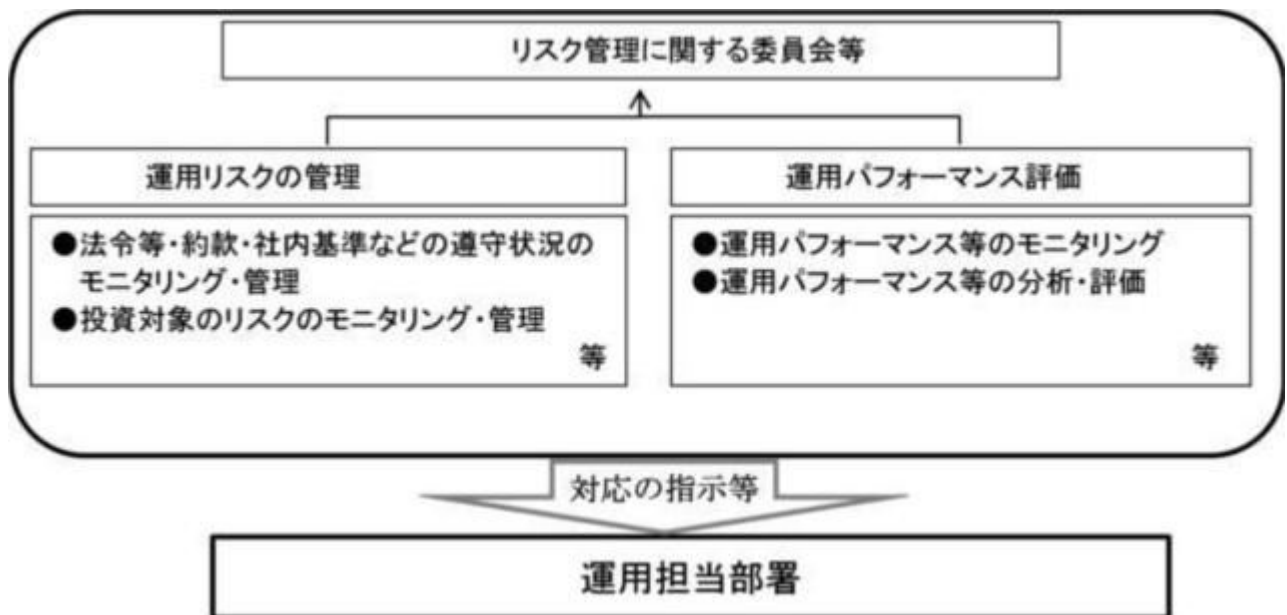 リスク管理に関する委員会等
運用リスクの管理
●法令等・約款・社内基準などの遵守状況の
モニタリング・管理
●投資対象のリスクのモニタリング・管理
等
運用パフォーマンス評価
●運用パフォーマンス等のモニタリング
●運用パフォーマンス等の分析・評価
等
対応の指示等
運用担当部署